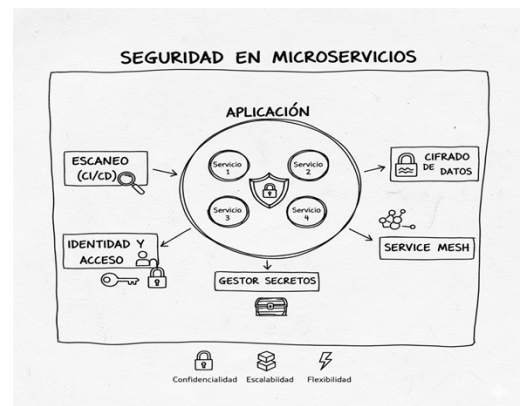 SEGURIDAD EN MICROSERVICIOS
APLICACIÓN
ESCANEO
(CI/CD)
Servicio
1
Servicio
2
CIFRADO
DE DATOS
Servicio
3
Servicio
4
IDENTIDAD Y
ACCESO
SERVICE MESH
GESTOR SECRETOS
Confidencialidad
Escalabiidad
Flexibilidad